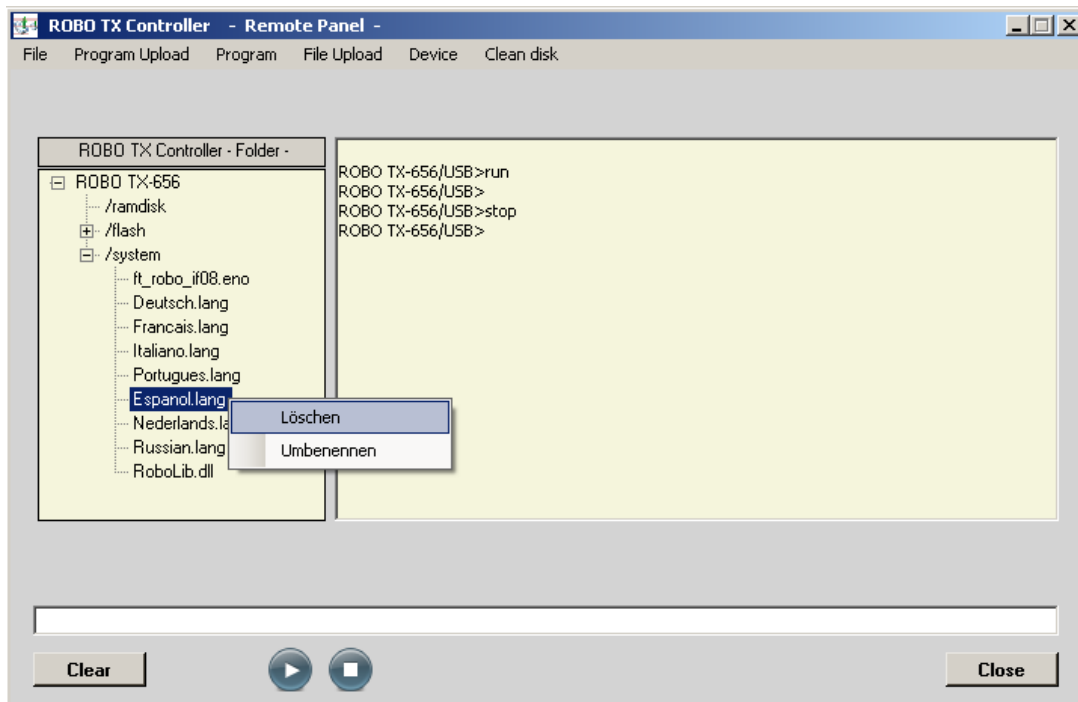 ROBO TX Controller - Remote Panel -
File Program Upload Program File Upload Device Clean disk
ROBO TX Controller - Folder -
ROBO TX-656
/ramdisk
/flash
/system
ft_robo_if08.eno
Deutsch.lang
Francais.lang
Italiano.lang
Portugues.lang
Espanol.lang
Nederlands.la
Russian.lang
RoboLib.dll
Löschen
Umbenennen
ROBO TX-656/USB>run
ROBO TX-656/USB>
ROBO TX-656/USB>stop
ROBO TX-656/USB>
Clear
Close